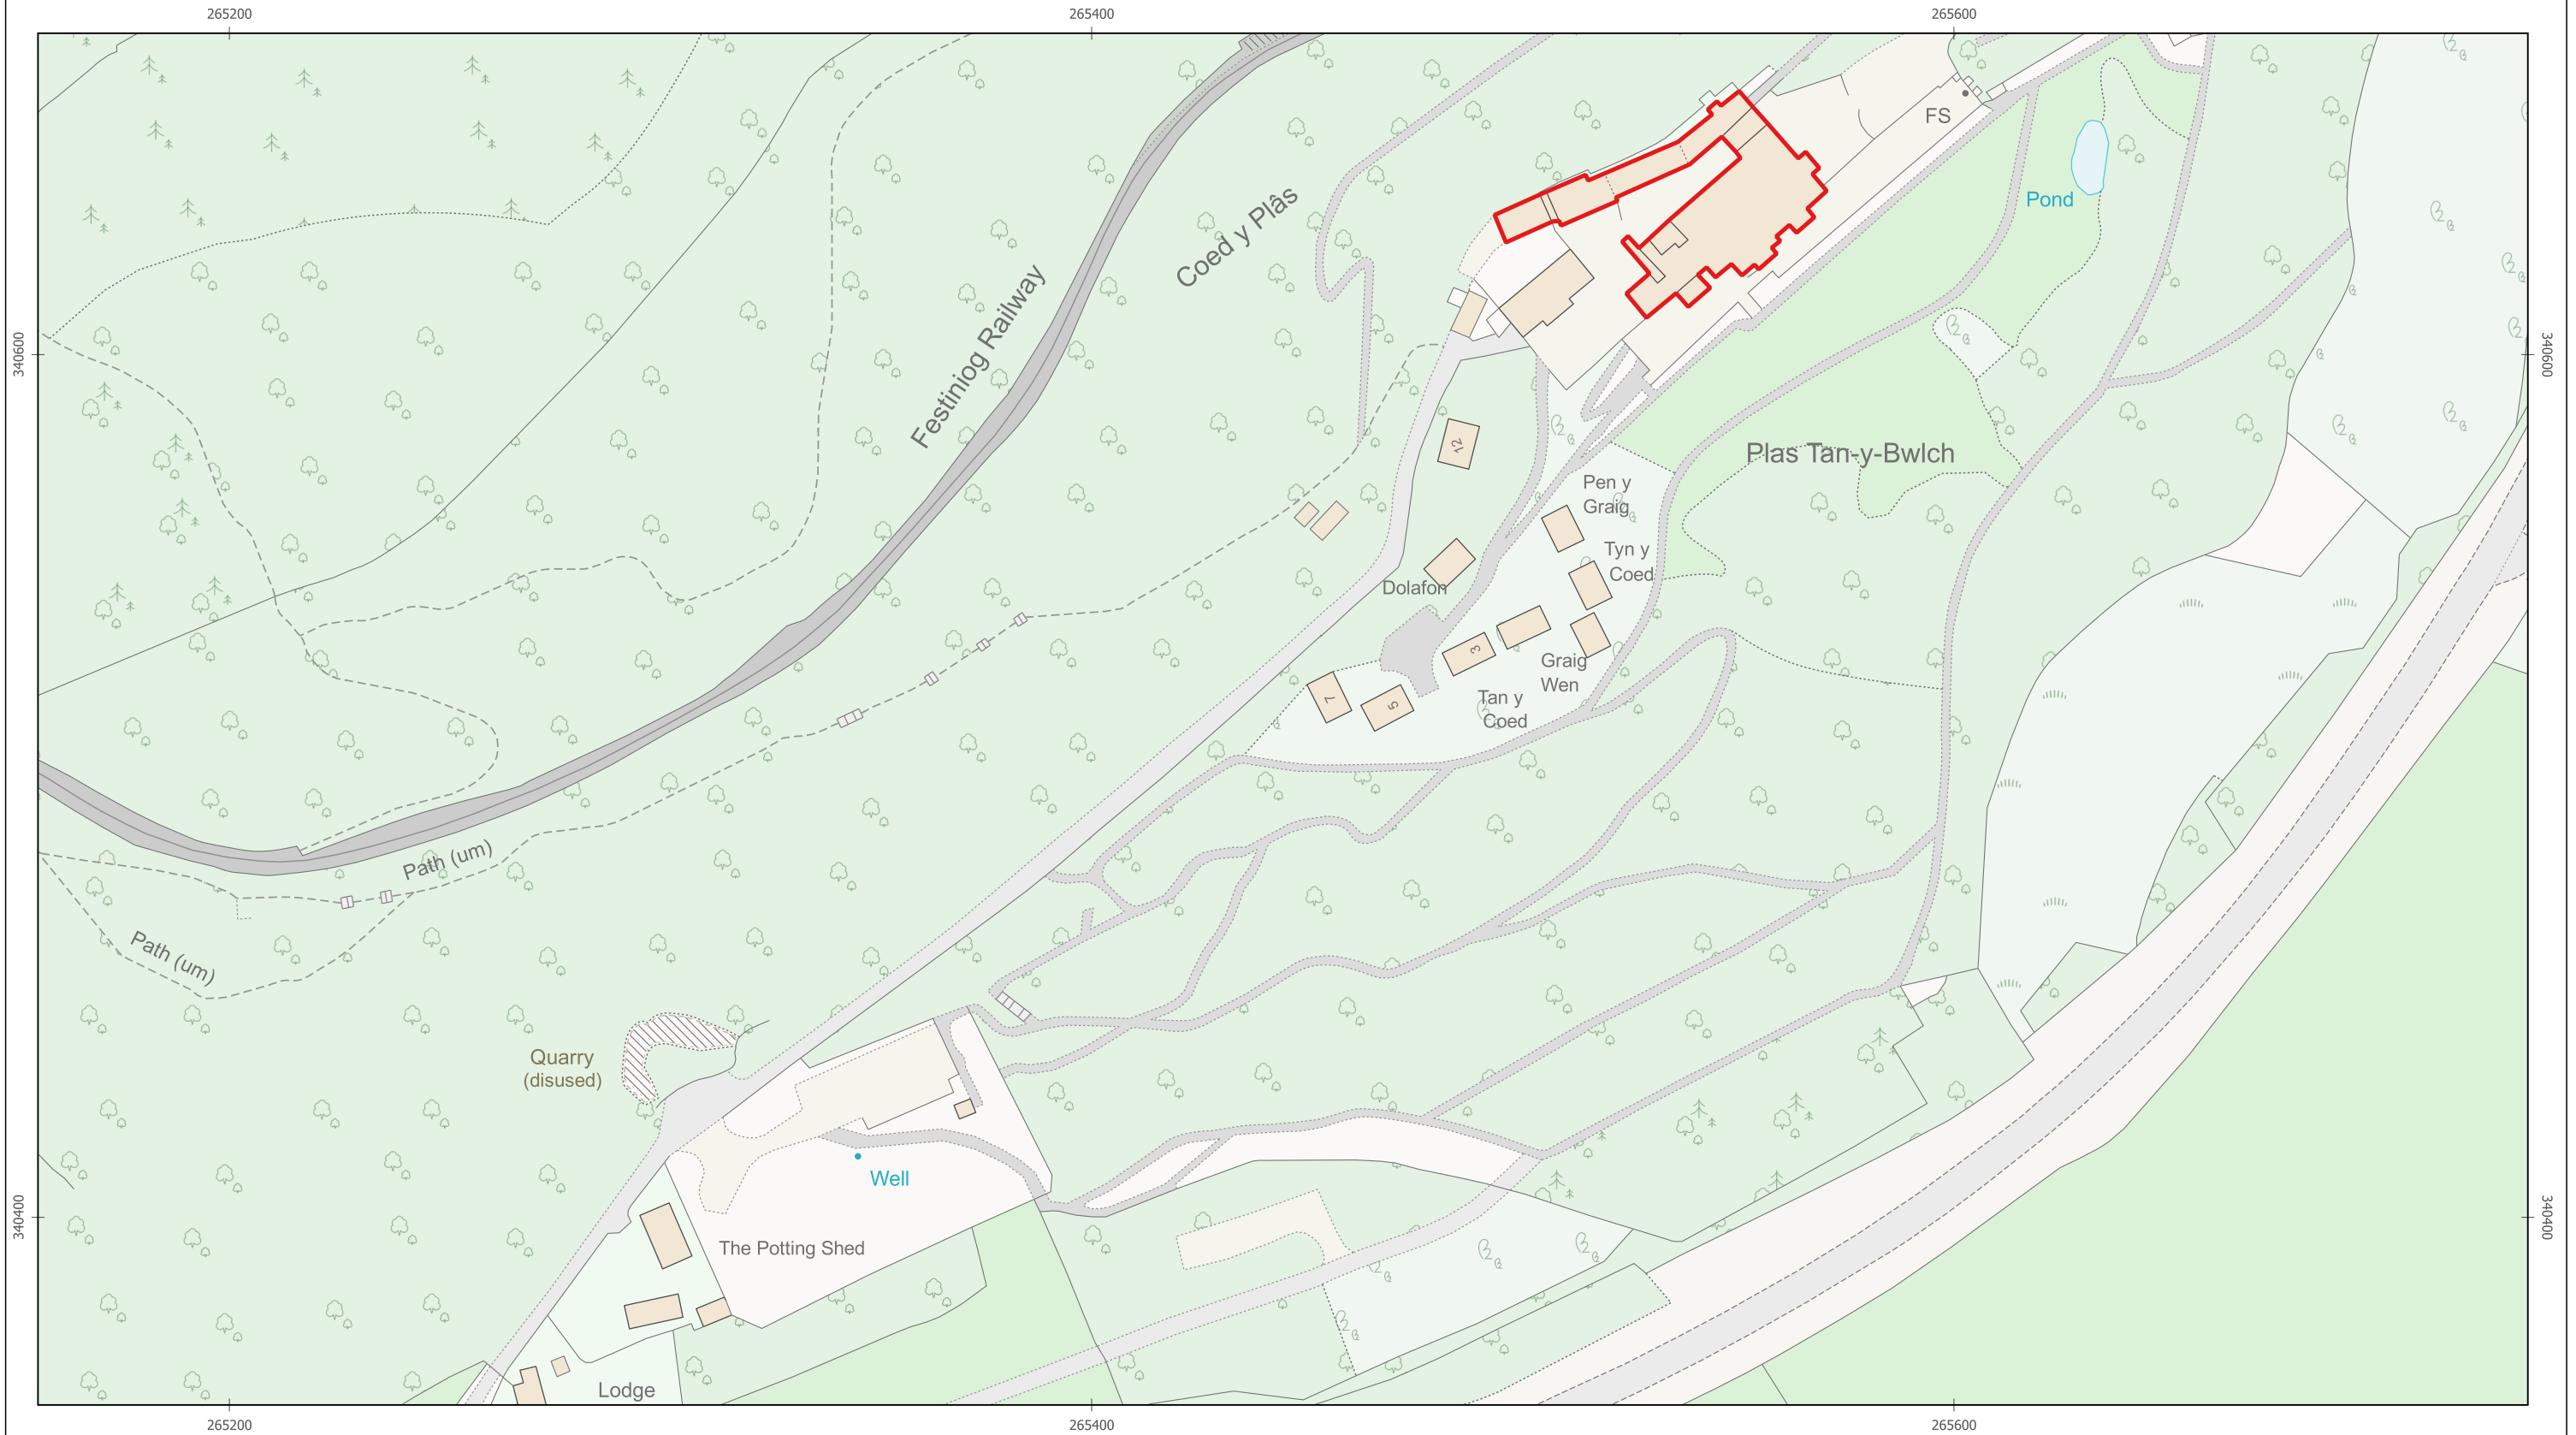 265200
265400
265600
FS
Pond
Coed y Plâs
Festiniog Railway
340600
340600
12
Plas Tan-y-Bwlch
Pen y
Graig
Tyn y
Coed
Dolafon
3
Graig
Wen
7
5
Tan y
Coed
Path (um)
Path (um)
Quarry
(disused)
Well
340400
340400
The Potting Shed
Lodge
265200
265400
265600